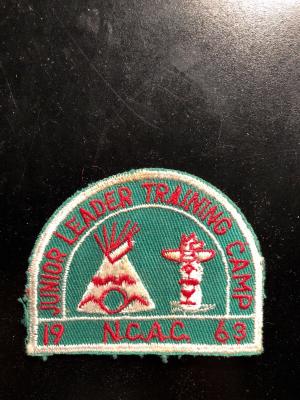 JUNIOR LEADER TRAINING CAMP
19 N.C.A.C. 63